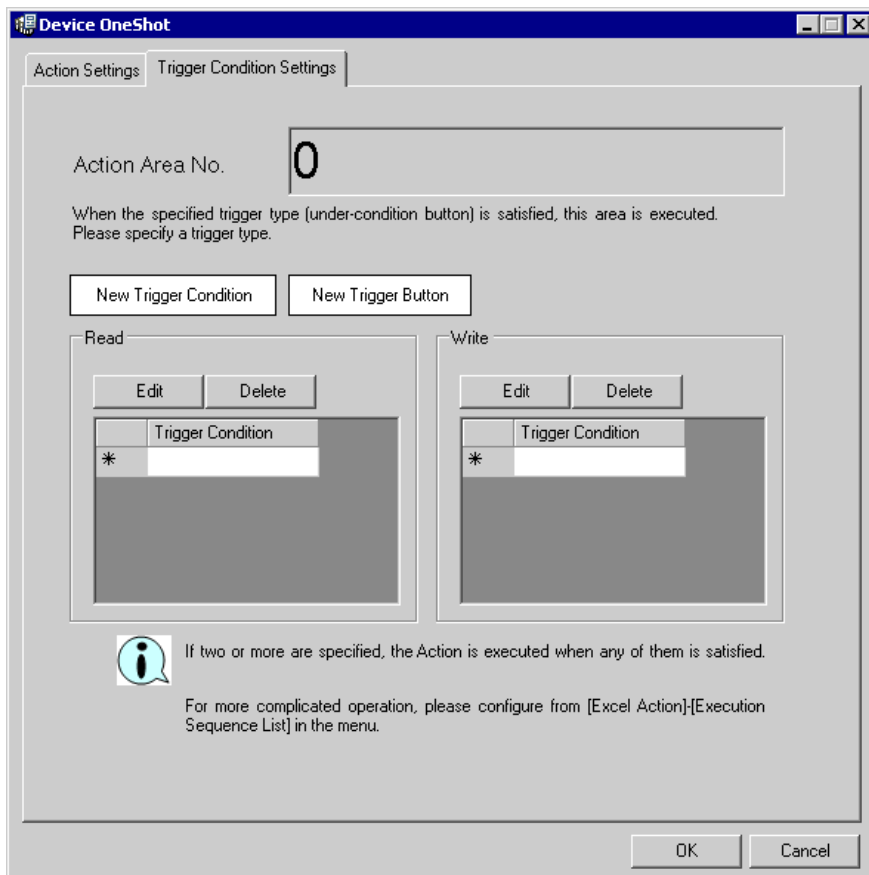 Device OneShot
Action Settings
Trigger Condition Settings
Action Area No.
0
When the specified trigger type (under-condition button) is satisfied, this area is executed.
Please specify a trigger type.
New Trigger Condition
New Trigger Button
Read
Write
Edit
Delete
Edit
Delete
Trigger Condition
Trigger Condition
*
*
If two or more are specified, the Action is executed when any of them is satisfied.
For more complicated operation, please configure from [Excel Action]-[Execution
Sequence List] in the menu.
OK
Cancel